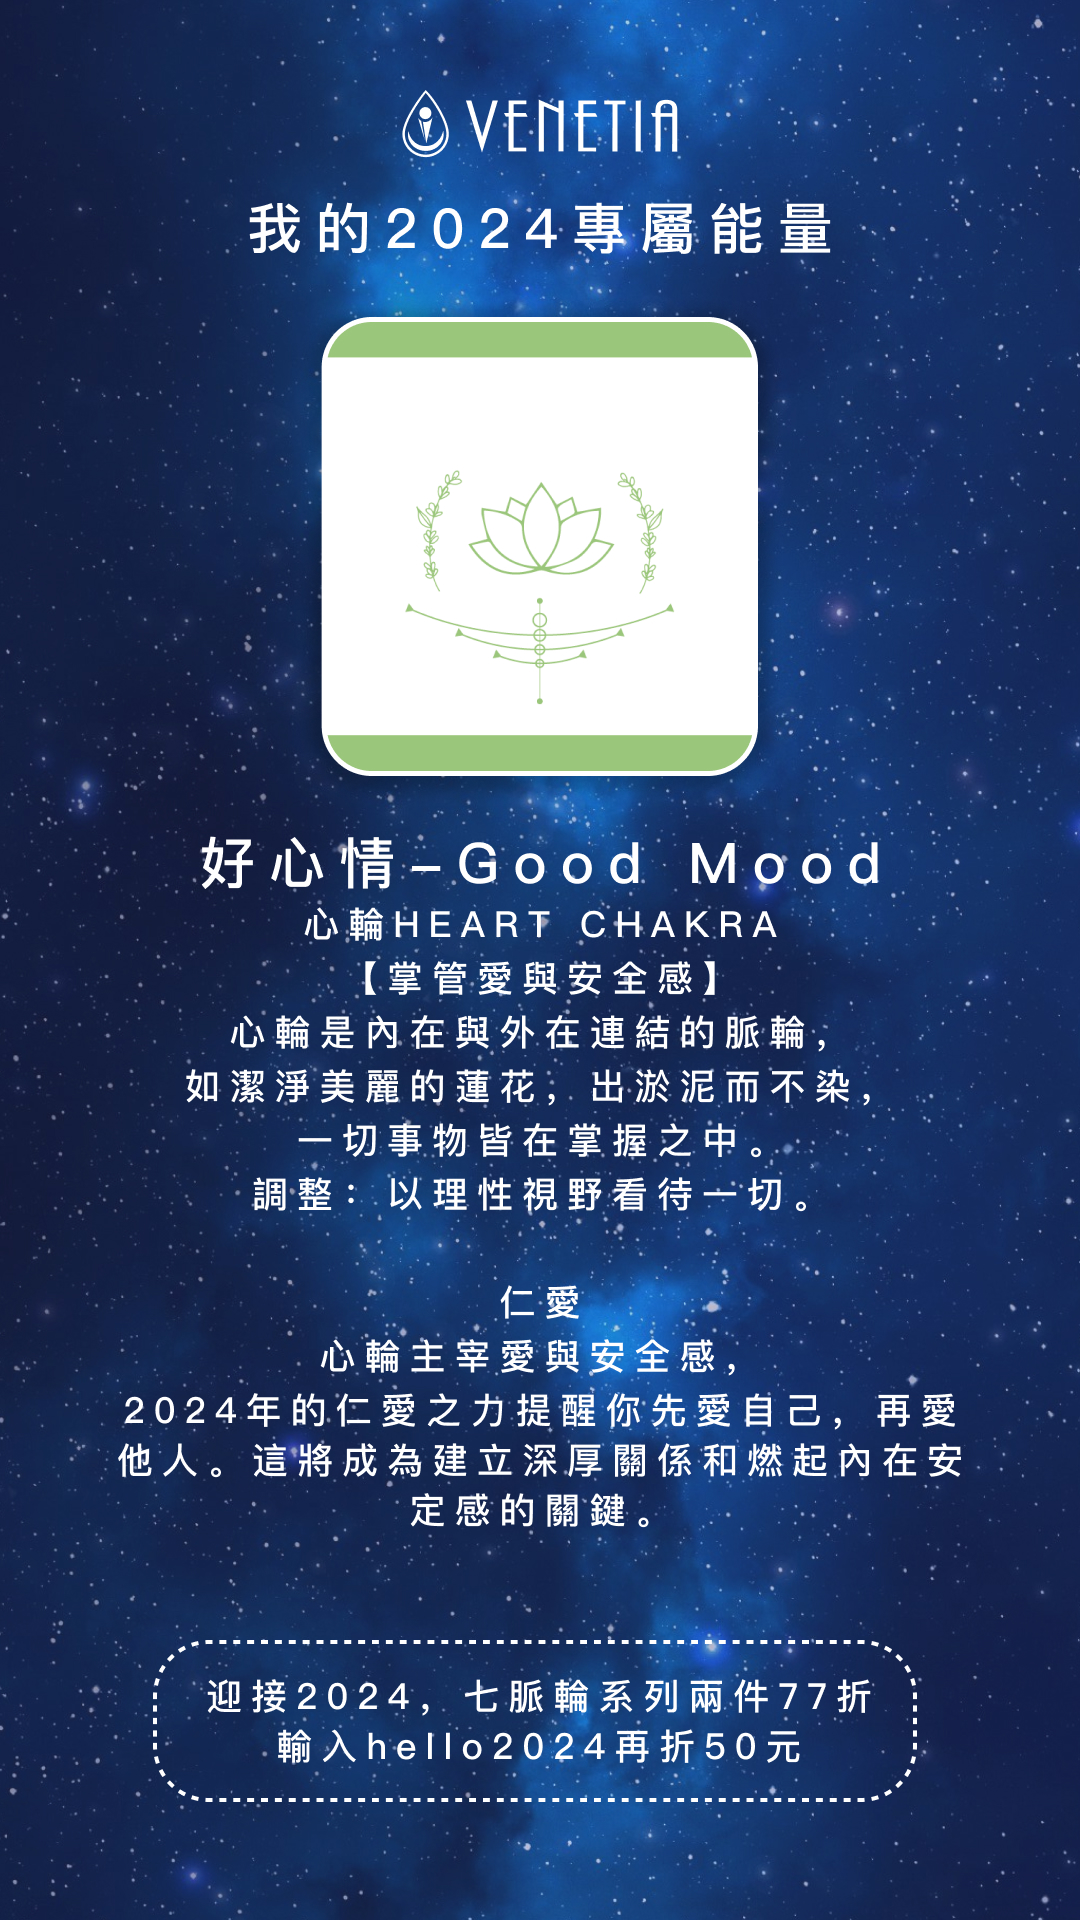 VENETIA
我的2024專屬能量
好心情–Good Mood
心輪HEART CHAKRA
【掌管愛與安全感】
心輪是內在與外在連結的脈輪，
如潔淨美麗的蓮花，出淤泥而不染，
一切事物皆在掌握之中。
調整：以理性視野看待一切。
仁愛
心輪主宰愛與安全感，
2024年的仁愛之力提醒你先愛自己，再愛
他人。這將成為建立深厚關係和燃起內在安
定感的關鍵。
迎接2024，七脈輪系列兩件77折
輸入hello2024再折50元